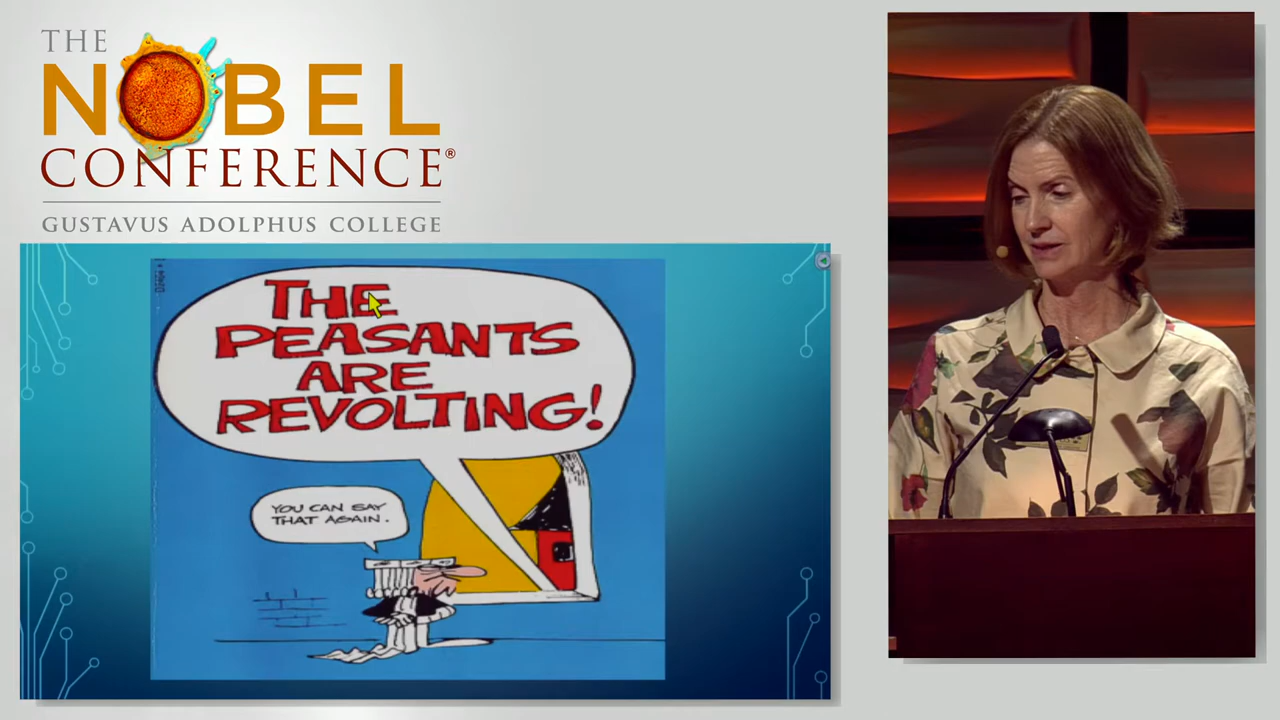 THE
NOBEL
CONFERENCE®
GUSTAVUS ADOLPHUS COLLEGE
THE
PEASANTS
ARE
REVOLTING!
YOU CAN SAY
THAT AGAIN.